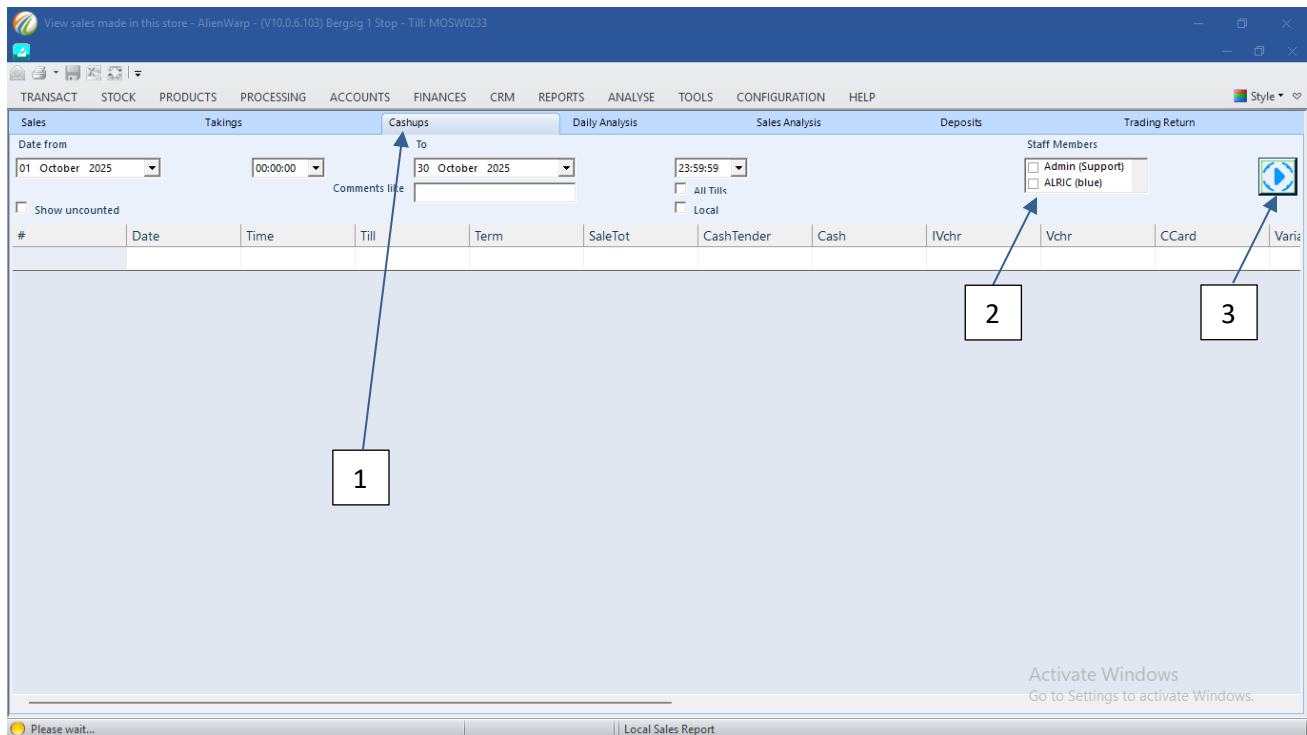 View sales made in this store - AlienWarp - (V10.0.6.103) Bergsig 1 Stop - Till: MOSW0233
TRANSACT STOCK PRODUCTS PROCESSING ACCOUNTS FINANCES CRM REPORTS ANALYSE TOOLS CONFIGURATION HELP Style
Sales Takings Cashups Daily Analysis Sales Analysis Deposits Trading Return
Date from To Staff Members
01 October 2025 00:00:00 30 October 2025 23:59:59 Admin (Support)
Comments like All Tills ALRIC (blue)
Show uncounted Local
# Date Time Till Term SaleTot CashTender Cash IVchr Vchr CCard Varia
2 3
1
Activate Windows
Go to Settings to activate Windows.
Please wait... Local Sales Report